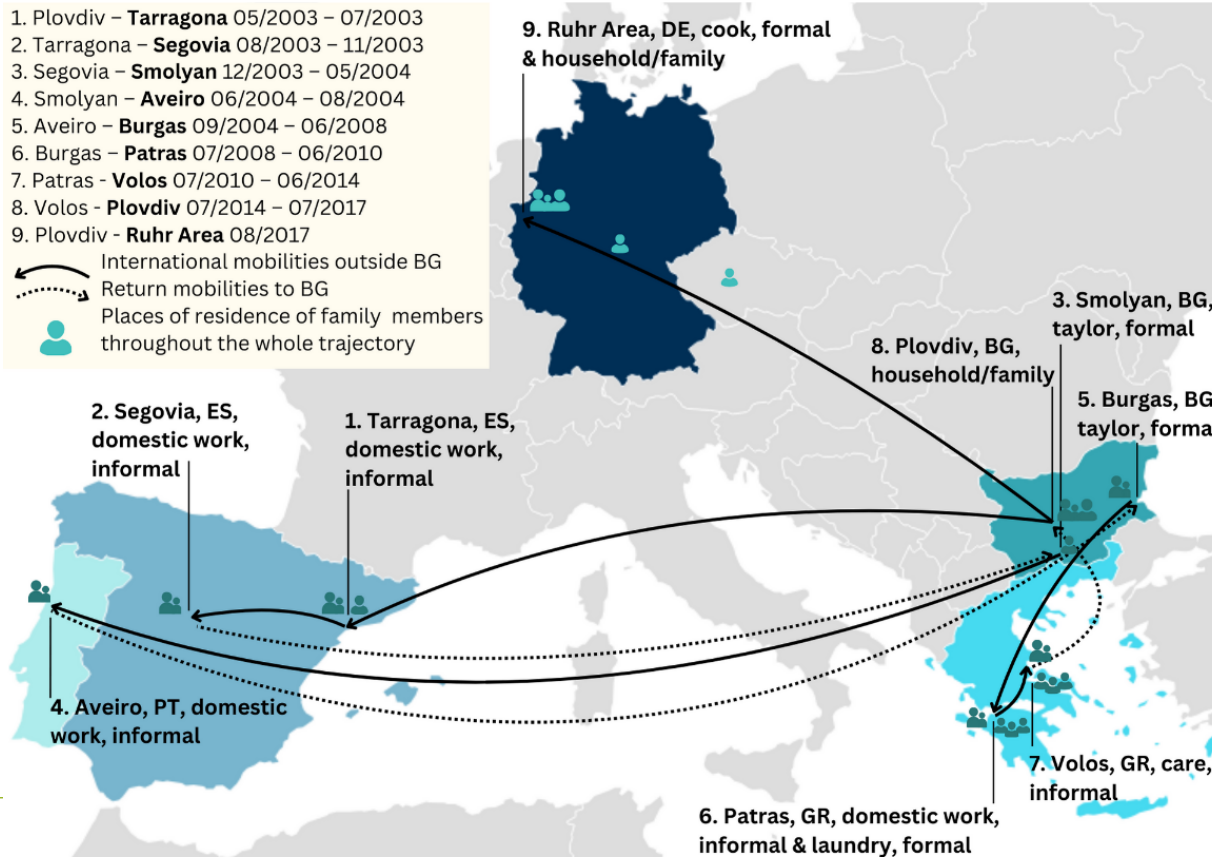 1. Plovdiv – Tarragona 05/2003 – 07/2003
2. Tarragona – Segovia 08/2003 – 11/2003
3. Segovia – Smolyan 12/2003 – 05/2004
4. Smolyan – Aveiro 06/2004 – 08/2004
5. Aveiro – Burgas 09/2004 – 06/2008
6. Burgas – Patras 07/2008 – 06/2010
7. Patras - Volos 07/2010 – 06/2014
8. Volos - Plovdiv 07/2014 – 07/2017
9. Plovdiv - Ruhr Area 08/2017
International mobilities outside BG
Return mobilities to BG
Places of residence of family members
throughout the whole trajectory
9. Ruhr Area, DE, cook, formal
& household/family
3. Smolyan, BG,
taylor, formal
8. Plovdiv, BG,
household/family
5. Burgas, BG
taylor, forma
2. Segovia, ES,
domestic work,
informal
1. Tarragona, ES,
domestic work,
informal
4. Aveiro, PT, domestic
work, informal
7. Volos, GR, care,
informal
6. Patras, GR, domestic work,
informal & laundry, formal